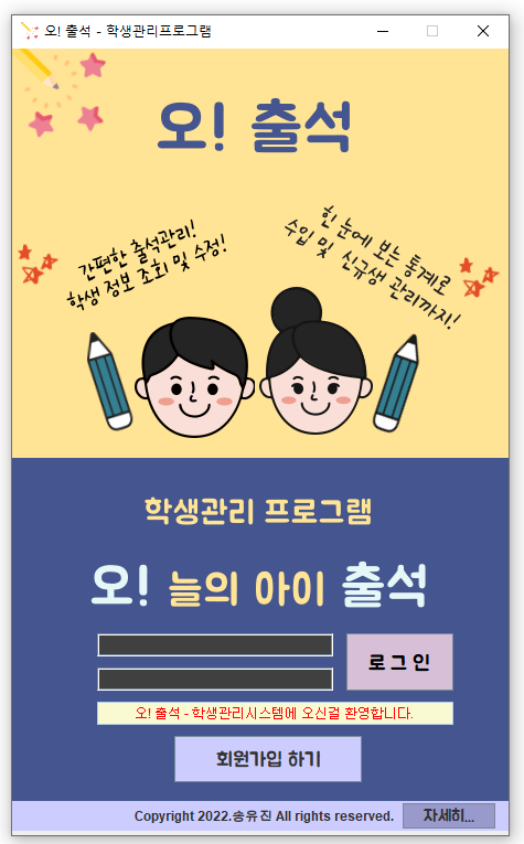 오! 출석 - 학생관리프로그램
오! 출석
간편한 출석관리!
학생 정보 조회 및 수정!
한 눈에 보는 통계로
수입 및 신규생 관리까지!
학생관리 프로그램
오! 늘의 아이 출석
로그인
오! 출석 - 학생관리시스템에 오신걸 환영합니다.
회원가입 하기
Copyright 2022.송유진 All rights reserved.
자세히...